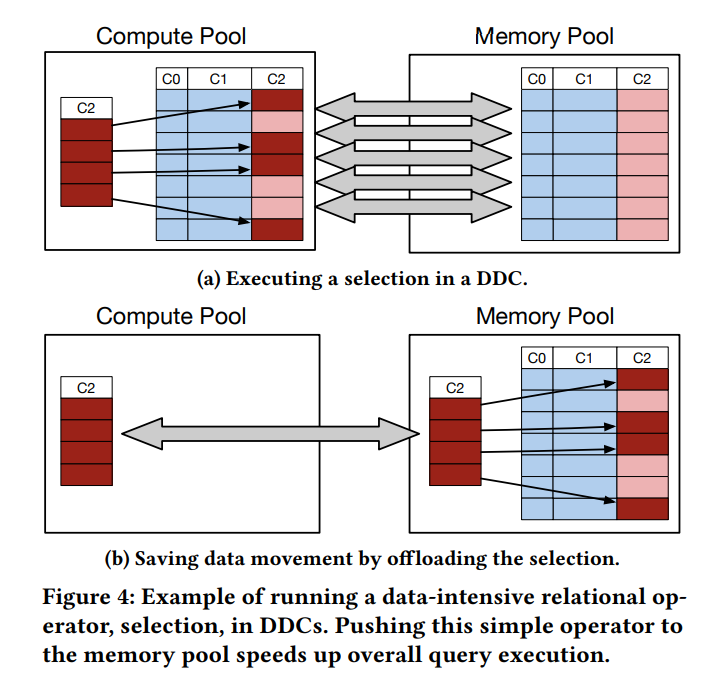 Compute Pool
Memory Pool
C0 C1 C2
C2
C0 C1 C2
(a) Executing a selection in a DDC.
Compute Pool
Memory Pool
C2
C2
C0 C1 C2
(b) Saving data movement by offloading the selection.
Figure 4: Example of running a data-intensive relational op-
erator, selection, in DDCs. Pushing this simple operator to
the memory pool speeds up overall query execution.